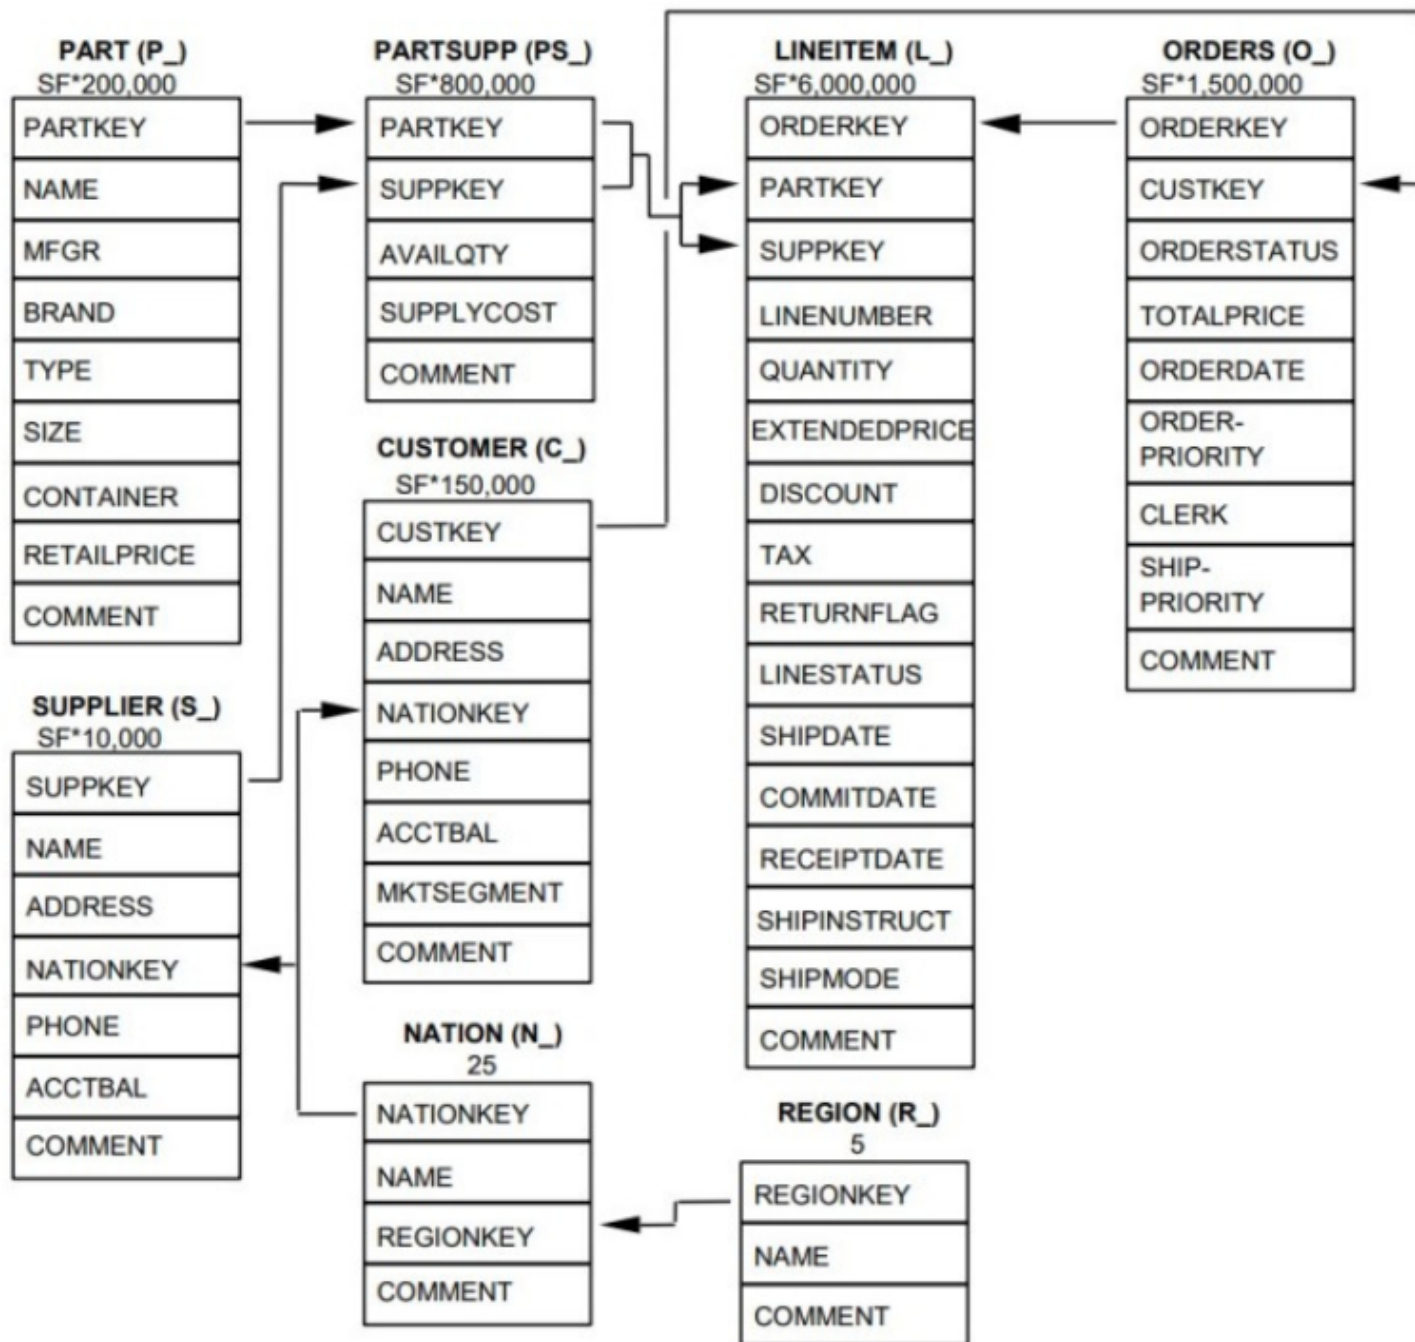 PART (P_)
SF*200,000
PARTKEY
NAME
MFGR
BRAND
TYPE
SIZE
CONTAINER
RETAILPRICE
COMMENT
SUPPLIER (S_)
SF*10,000
SUPPKEY
NAME
ADDRESS
NATIONKEY
PHONE
ACCTBAL
COMMENT
PARTSUPP (PS_)
SF*800,000
PARTKEY
SUPPKEY
AVAILQTY
SUPPLYCOST
COMMENT
CUSTOMER (C_)
SF*150,000
CUSTKEY
NAME
ADDRESS
NATIONKEY
PHONE
ACCTBAL
MKTSEGMENT
COMMENT
NATION (N_)
25
NATIONKEY
NAME
REGIONKEY
COMMENT
LINEITEM (L_)
SF*6,000,000
ORDERKEY
PARTKEY
SUPPKEY
LINENUMBER
QUANTITY
EXTENDEDPRICE
DISCOUNT
TAX
RETURNFLAG
LINESTATUS
SHIPDATE
COMMITDATE
RECEIPTDATE
SHIPINSTRUCT
SHIPMODE
COMMENT
REGION (R_)
5
REGIONKEY
NAME
COMMENT
ORDERS (O_)
SF*1,500,000
ORDERKEY
CUSTKEY
ORDERSTATUS
TOTALPRICE
ORDERDATE
ORDER-
PRIORITY
CLERK
SHIP-
PRIORITY
COMMENT